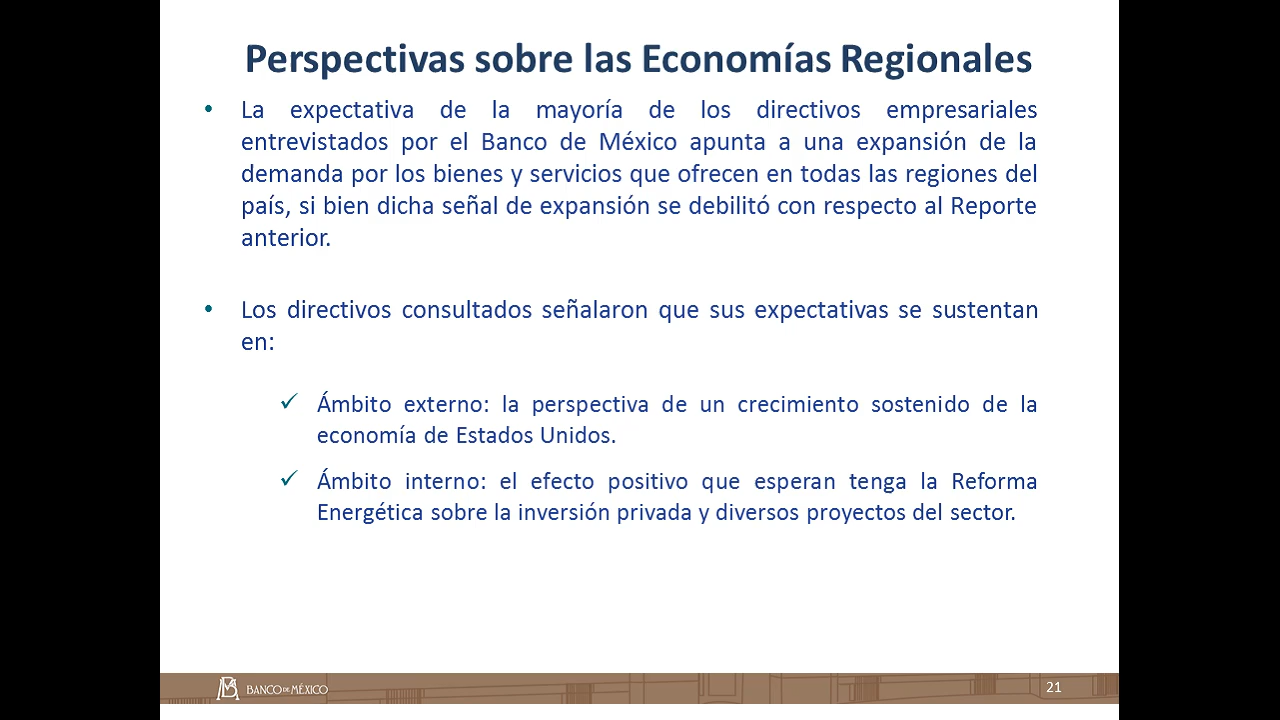 Perspectivas sobre las Economías Regionales
• La expectativa de la mayoría de los directivos empresariales
entrevistados por el Banco de México apunta a una expansión de la
demanda por los bienes y servicios que ofrecen en todas las regiones del
país, si bien dicha señal de expansión se debilitó con respecto al Reporte
anterior.
• Los directivos consultados señalaron que sus expectativas se sustentan
en:
✓ Ámbito externo: la perspectiva de un crecimiento sostenido de la
economía de Estados Unidos.
✓ Ámbito interno: el efecto positivo que esperan tenga la Reforma
Energética sobre la inversión privada y diversos proyectos del sector.
BANCO DE MÉXICO
21